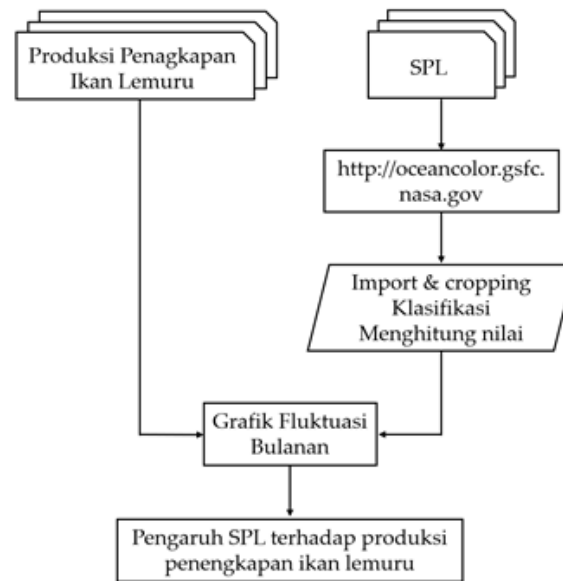 Produksi Penagkapan
Ikan Lemuru
SPL
http://oceancolor.gsfc.
nasa.gov
Import & cropping
Klasifikasi
Menghitung nilai
Grafik Fluktuasi
Bulanan
Pengaruh SPL terhadap produksi
penengkapan ikan lemuru